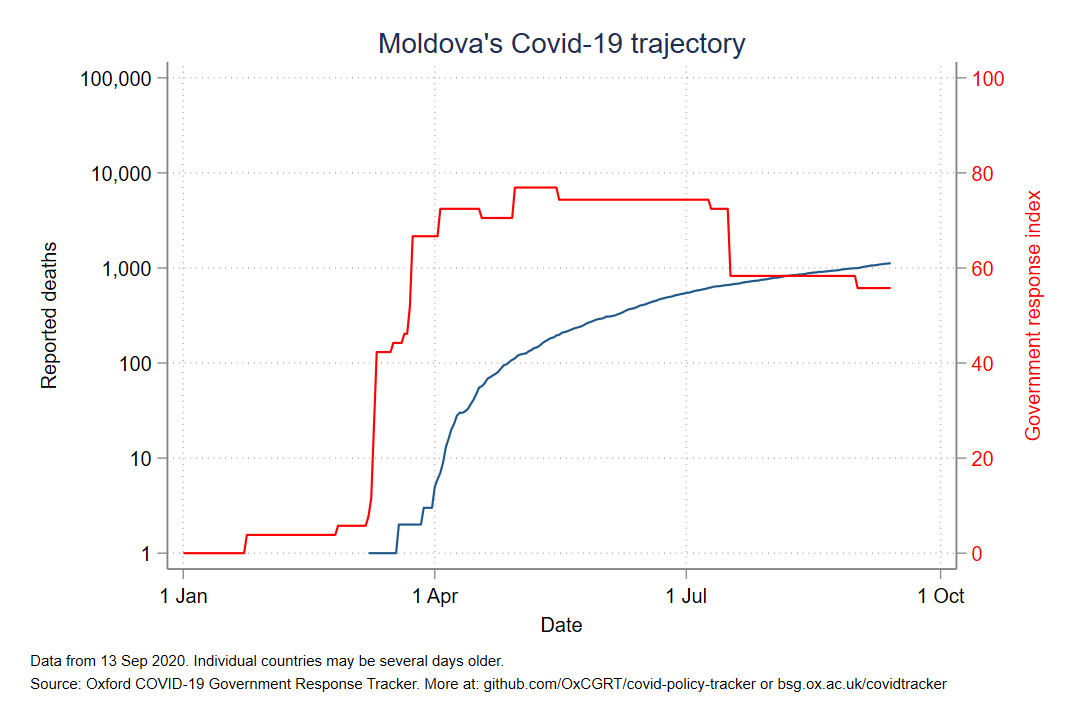 Moldova's Covid-19 trajectory
100,000
10,000
1,000
100
10
1
Reported deaths
100
80
60
40
20
0
Government response index
1 Jan
1 Apr
1 Jul
1 Oct
Date
Data from 13 Sep 2020. Individual countries may be several days older.
Source: Oxford COVID-19 Government Response Tracker. More at: github.com/OxCGRT/covid-policy-tracker or bsg.ox.ac.uk/covidtracker